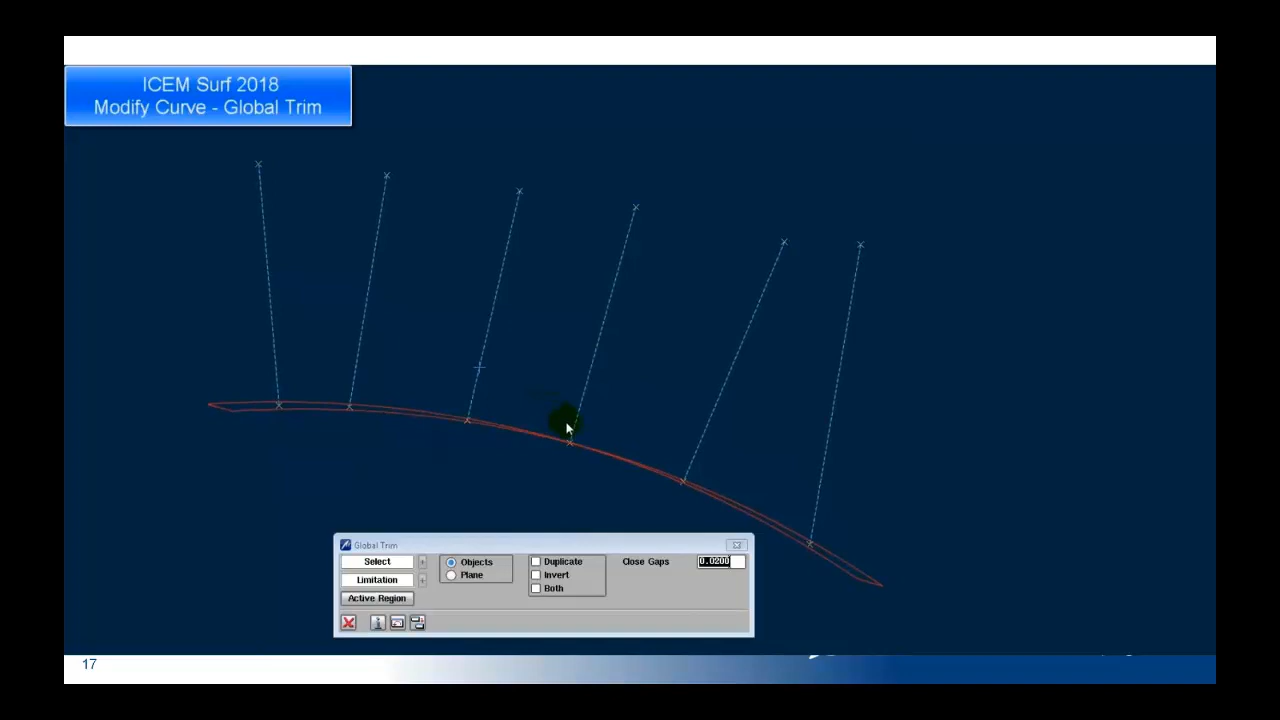 ICEM Surf 2018
Modify Curve - Global Trim
Global Trim
Select
Limitation
Active Region
Objects
Plane
Duplicate
Invert
Both
Close Gaps
0.0200
17